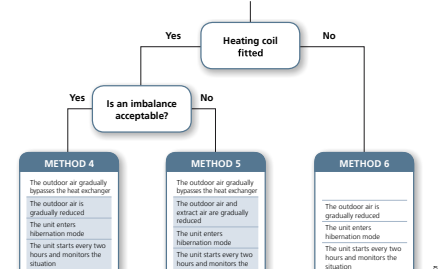 Yes
Heating coil
fitted
No
Yes
Is an imbalance
acceptable?
No
METHOD 4
The outdoor air gradually
bypasses the heat exchanger
The outdoor air is
gradually reduced
The unit enters
hibernation mode
The unit starts every two
hours and monitors the
situation
METHOD 5
The outdoor air gradually
bypasses the heat exchanger
The outdoor air and
extract air are gradually
reduced
The unit enters
hibernation mode
The unit starts every two
hours and monitors the
METHOD 6
The outdoor air is
gradually reduced
The unit enters
hibernation mode
The unit starts every two
hours and monitors the
situation